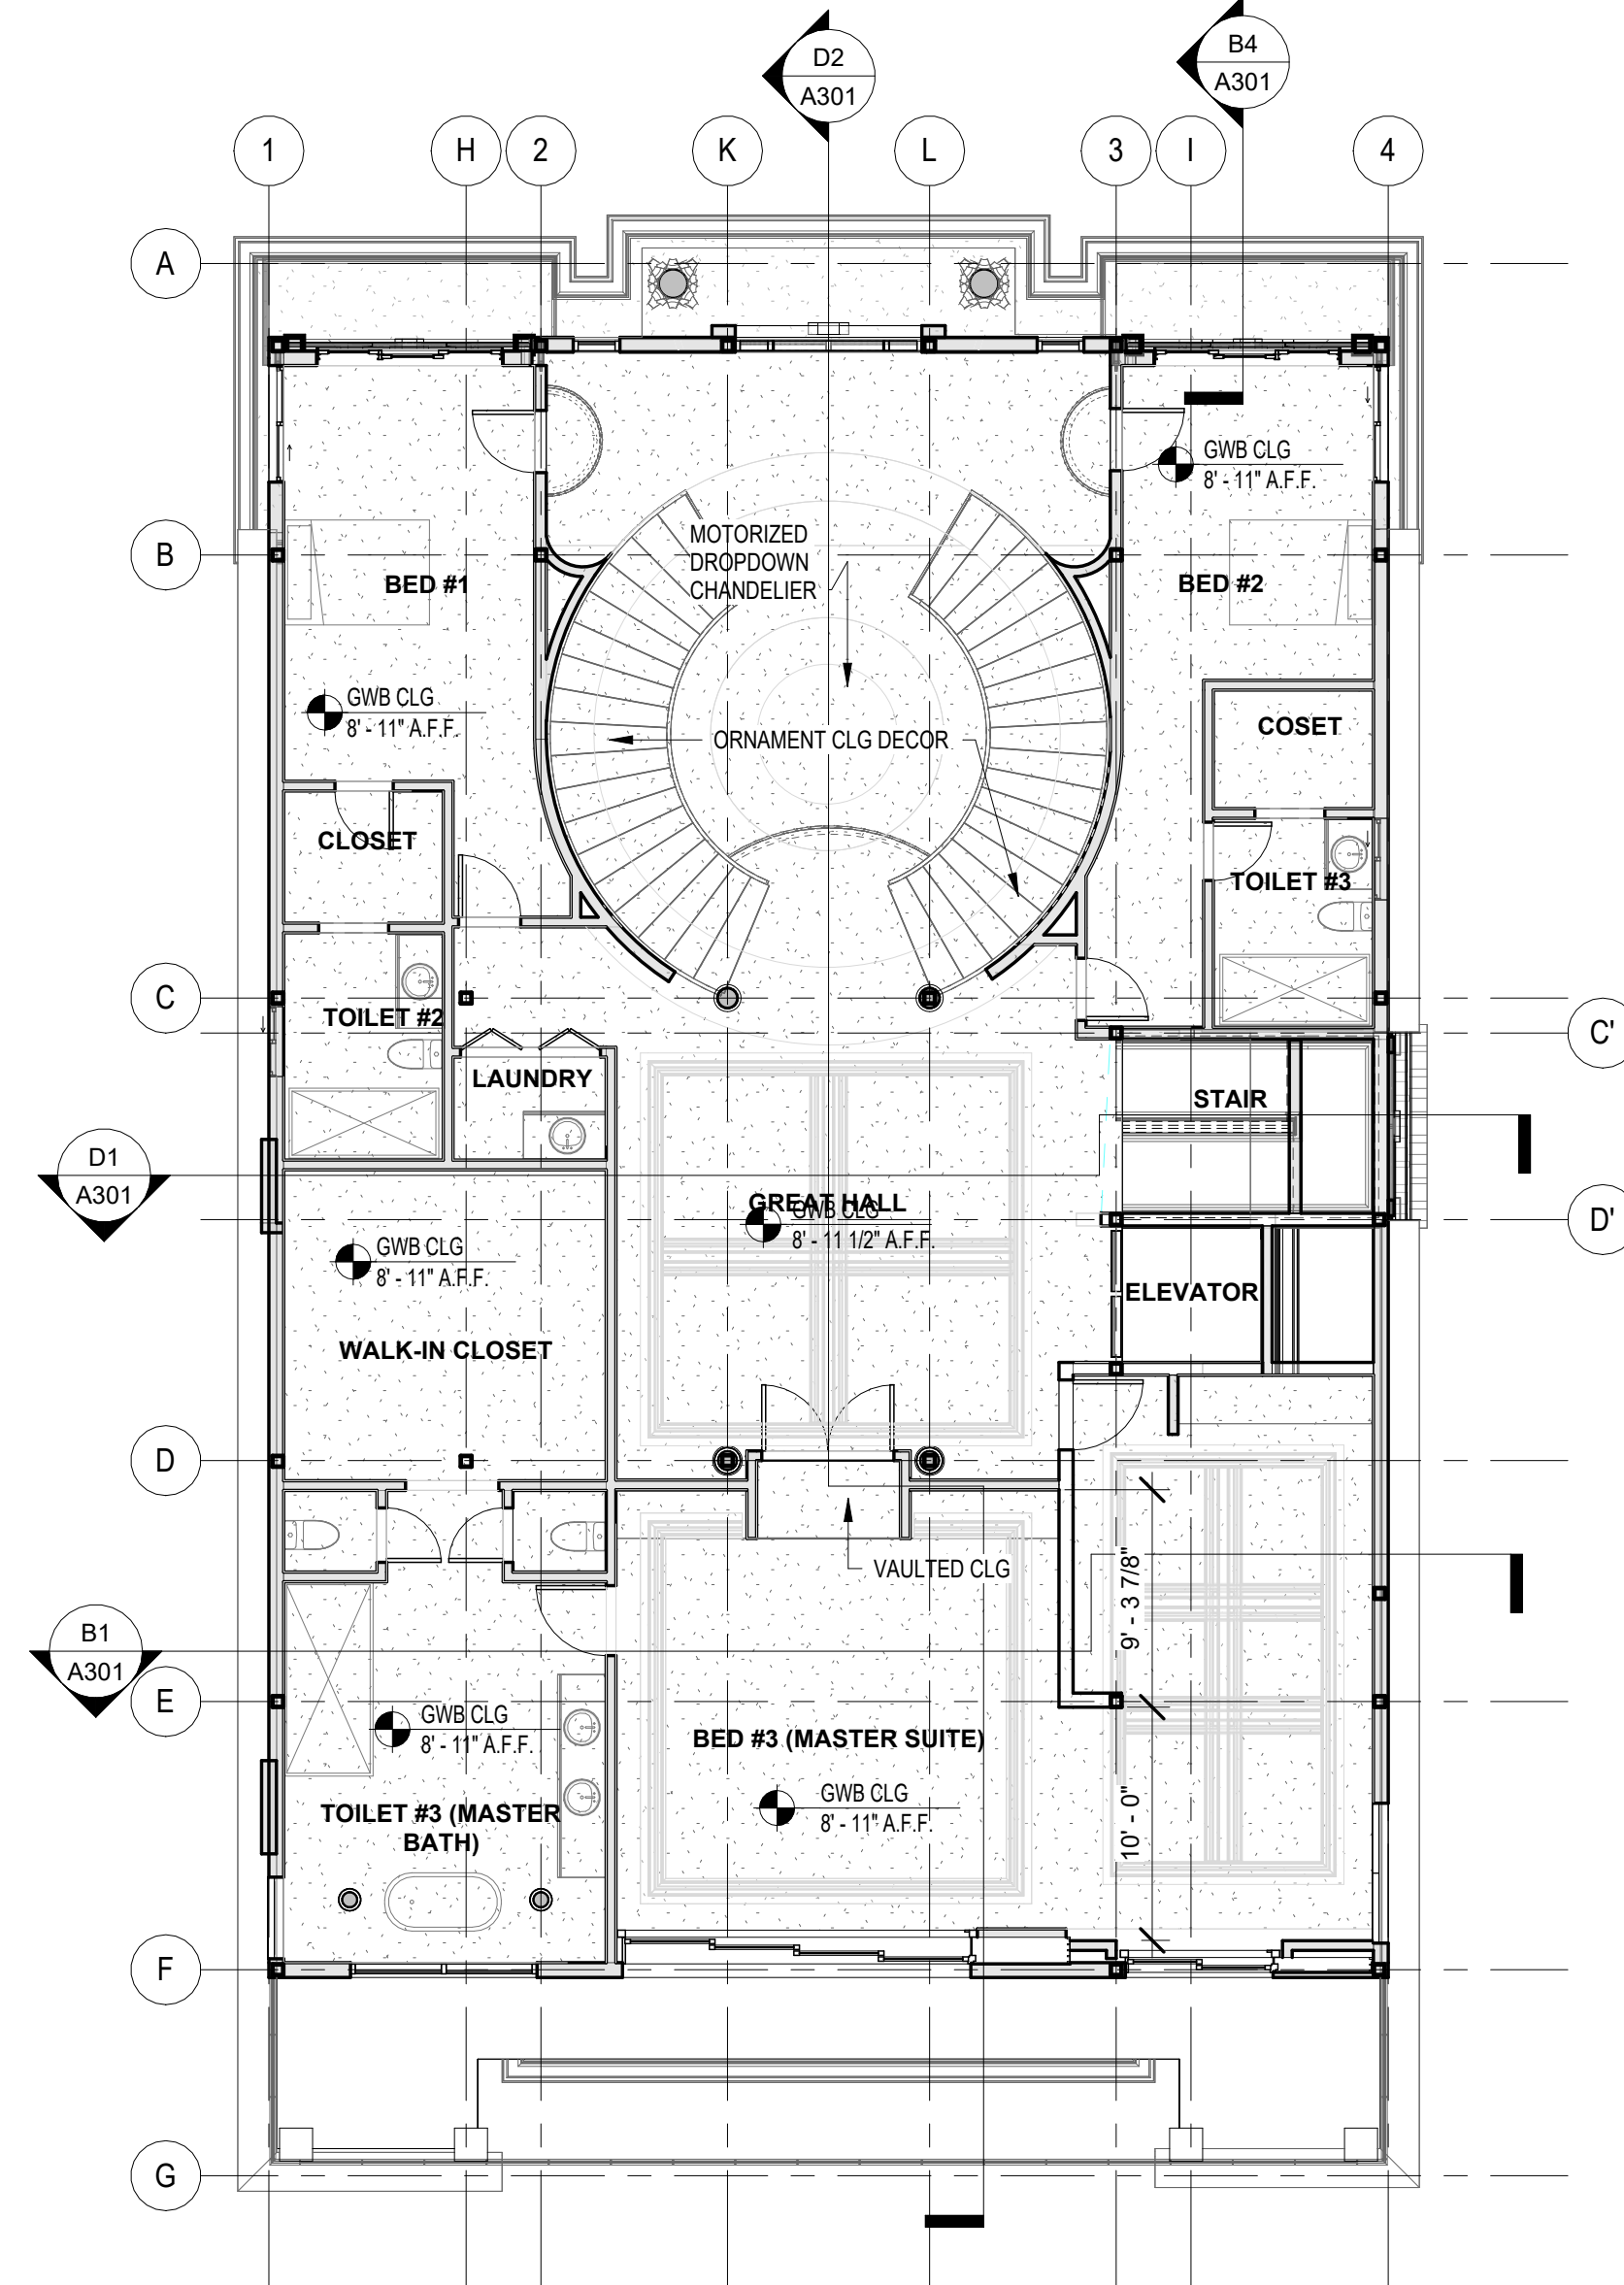 D2
A301
B4
A301
1
H
2
K
L
3
I
4
A
GWB CLG
8' - 11" A.F.F.
MOTORIZED
DROPDOWN
CHANDELIER
B
BED #1
BED #2
GWB CLG
8' - 11" A.F.F.
COSET
ORNAMENT CLG DECOR
CLOSET
TOILET #3
C
TOILET #2
C'
LAUNDRY
STAIR
D1
A301
GREAT HALL
GWB CLG
8' - 11 1/2" A.F.F.
D'
GWB CLG
8' - 11" A.F.F.
ELEVATOR
WALK-IN CLOSET
D
VAULTED CLG
9' - 3 7/8"
B1
A301
E
GWB CLG
8' - 11" A.F.F.
BED #3 (MASTER SUITE)
GWB CLG
8' - 11" A.F.F.
TOILET #3 (MASTER
BATH)
10' - 0"
F
G